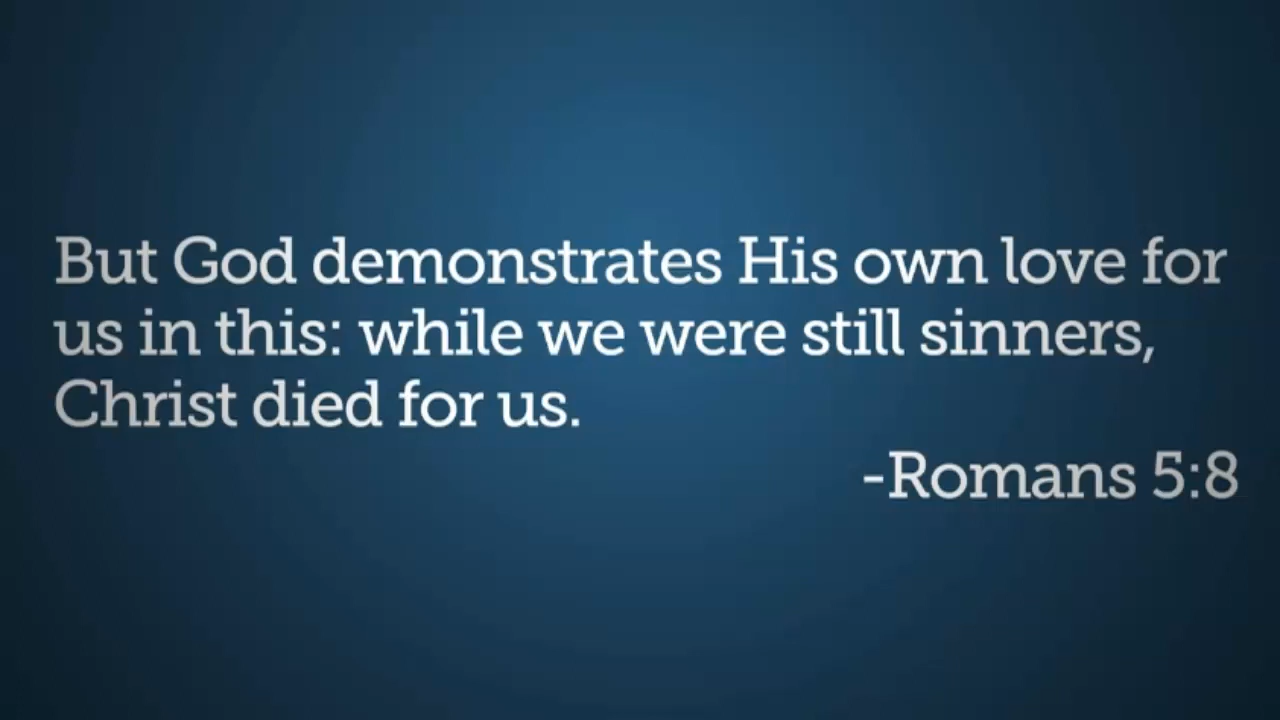 But God demonstrates His own love for
us in this: while we were still sinners,
Christ died for us.
-Romans 5:8